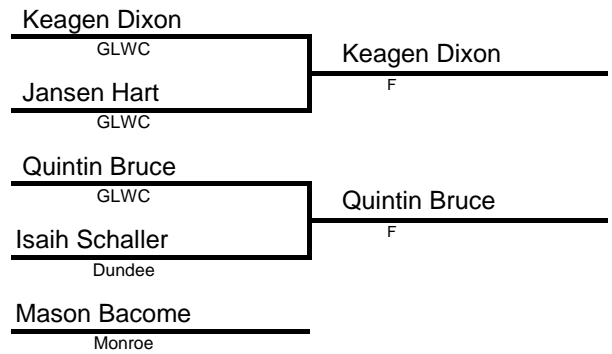 Keagen Dixon
GLWC
Jansen Hart
GLWC
Quintin Bruce
GLWC
Isaih Schaller
Dundee
Mason Bacome
Monroe
Keagen Dixon
F
Quintin Bruce
F